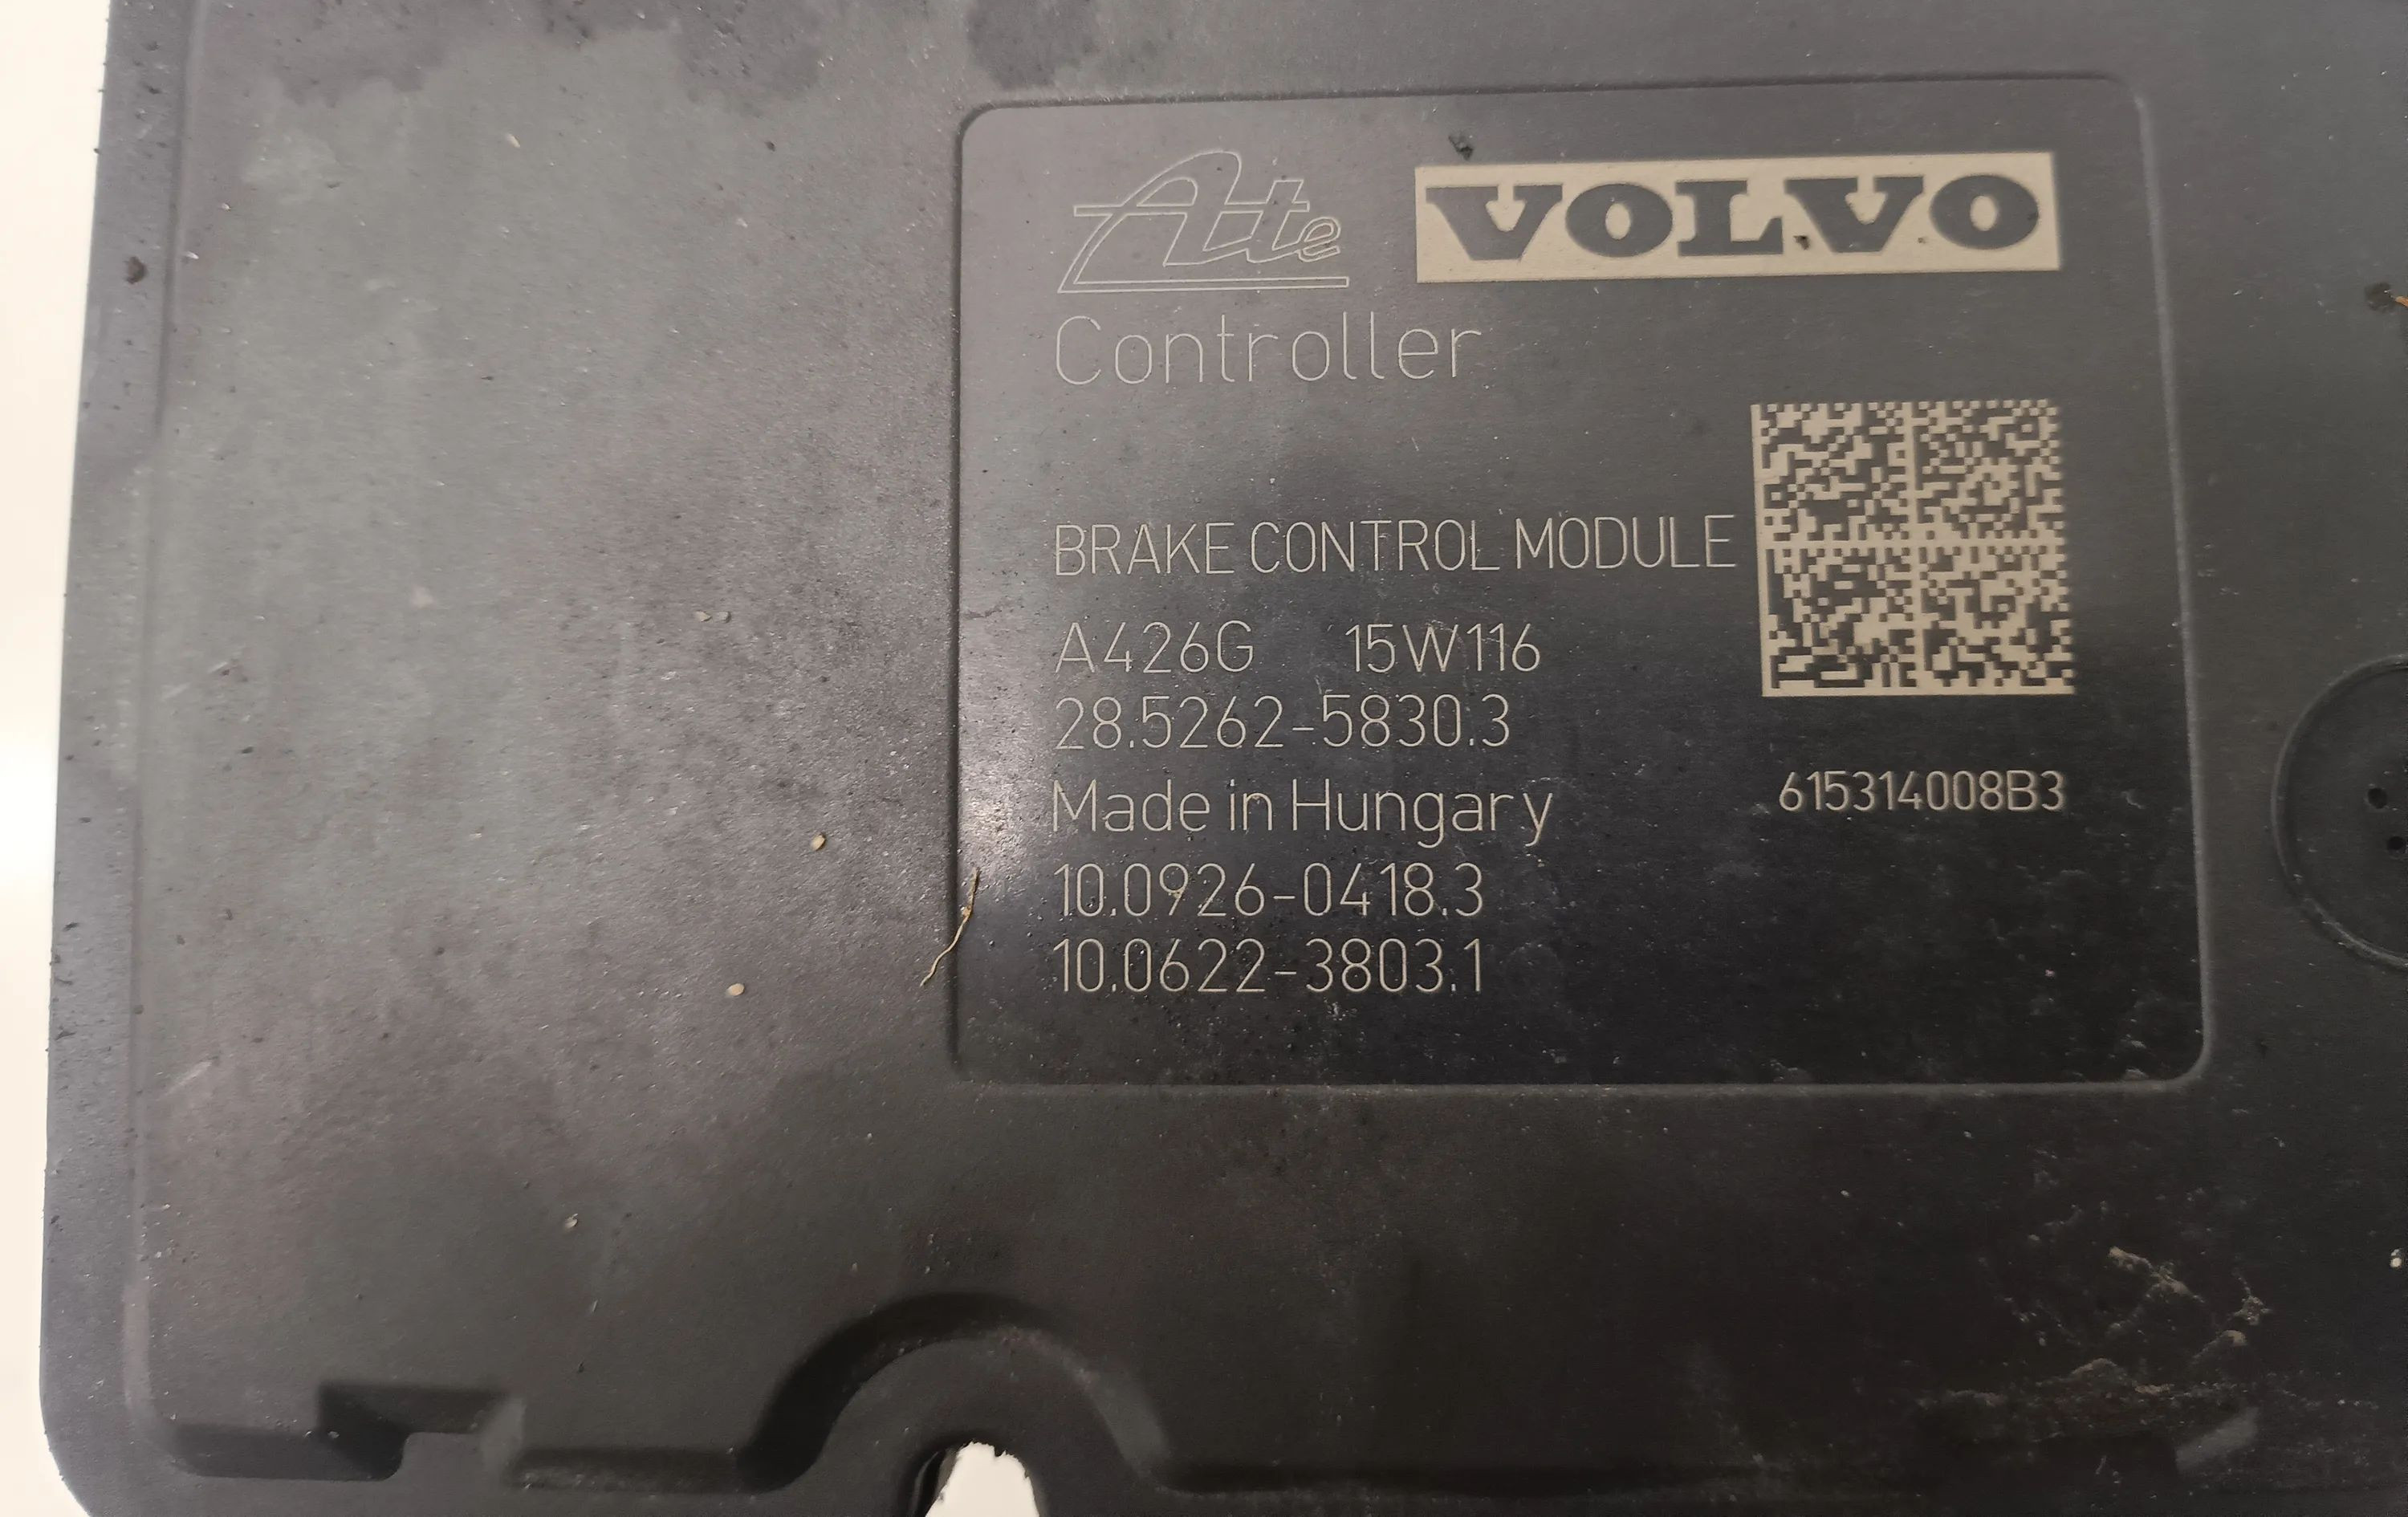 Ate VOLVO
Controller
BRAKE CONTROL MODULE
A426G 15W116
28.5262-5830.3
Made in Hungary
615314008B3
10.0926-0418.3
10.0622-3803.1